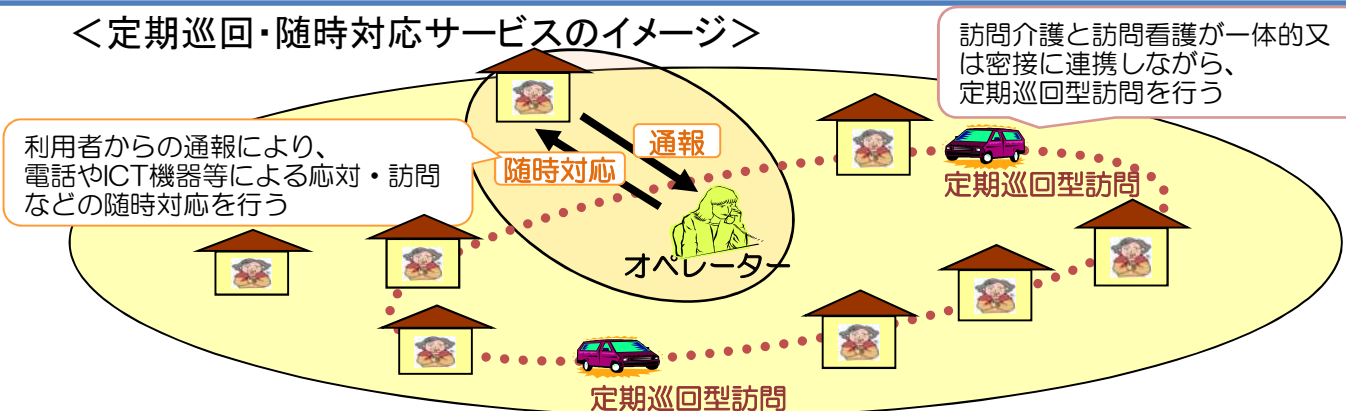 ＜定期巡回・随時対応サービスのイメージ＞
訪問介護と訪問看護が一体的又
は密接に連携しながら、
定期巡回型訪問を行う
利用者からの通報により、
電話やICT機器等による応対・訪問
などの随時対応を行う
通報
随時対応
定期巡回型訪問
オペレーター
定期巡回型訪問